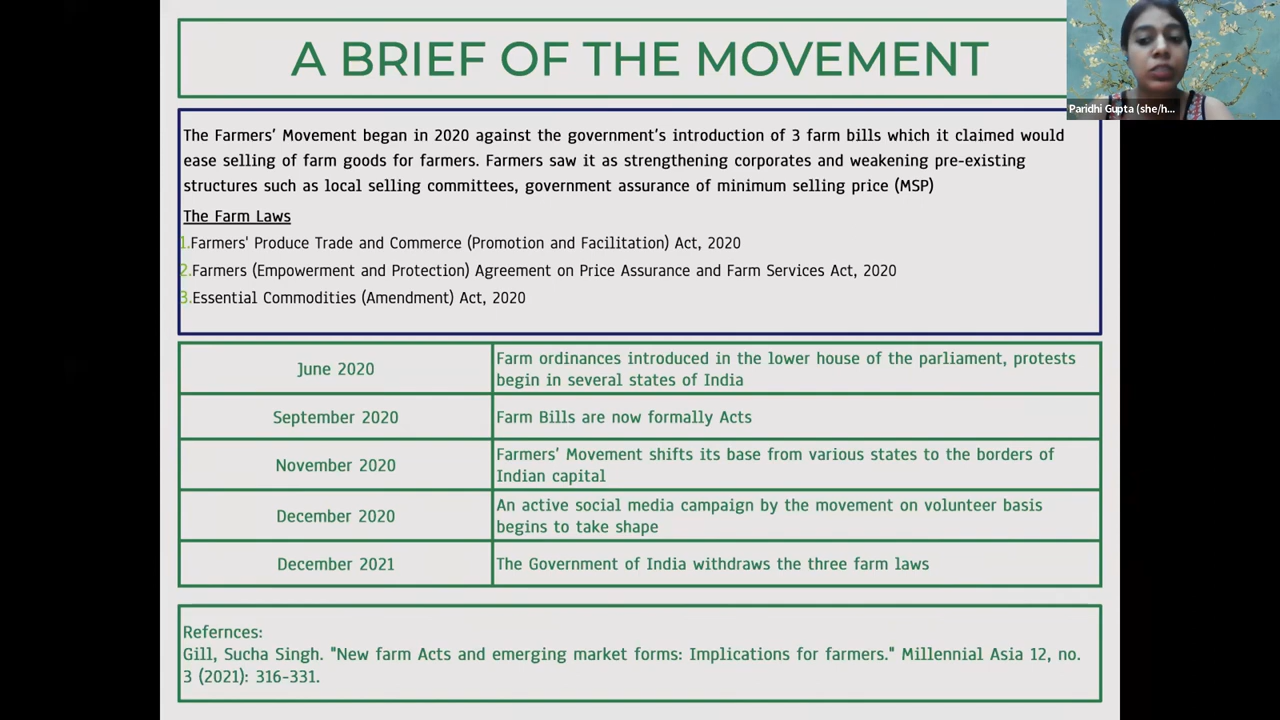 A BRIEF OF THE MOVEMENT
Paridhi Gupta (she/h...
The Farmers' Movement began in 2020 against the government's introduction of 3 farm bills which it claimed would
ease selling of farm goods for farmers. Farmers saw it as strengthening corporates and weakening pre-existing
structures such as local selling committees, government assurance of minimum selling price (MSP)
The Farm Laws
1.Farmers' Produce Trade and Commerce (Promotion and Facilitation) Act, 2020
2.Farmers (Empowerment and Protection) Agreement on Price Assurance and Farm Services Act, 2020
3.Essential Commodities (Amendment) Act, 2020
June 2020
Farm ordinances introduced in the lower house of the parliament, protests
begin in several states of India
September 2020
Farm Bills are now formally Acts
November 2020
Farmers' Movement shifts its base from various states to the borders of
Indian capital
December 2020
An active social media campaign by the movement on volunteer basis
begins to take shape
December 2021
The Government of India withdraws the three farm laws
Refernces:
Gill, Sucha Singh. "New farm Acts and emerging market forms: Implications for farmers." Millennial Asia 12, no.
3 (2021): 316-331.